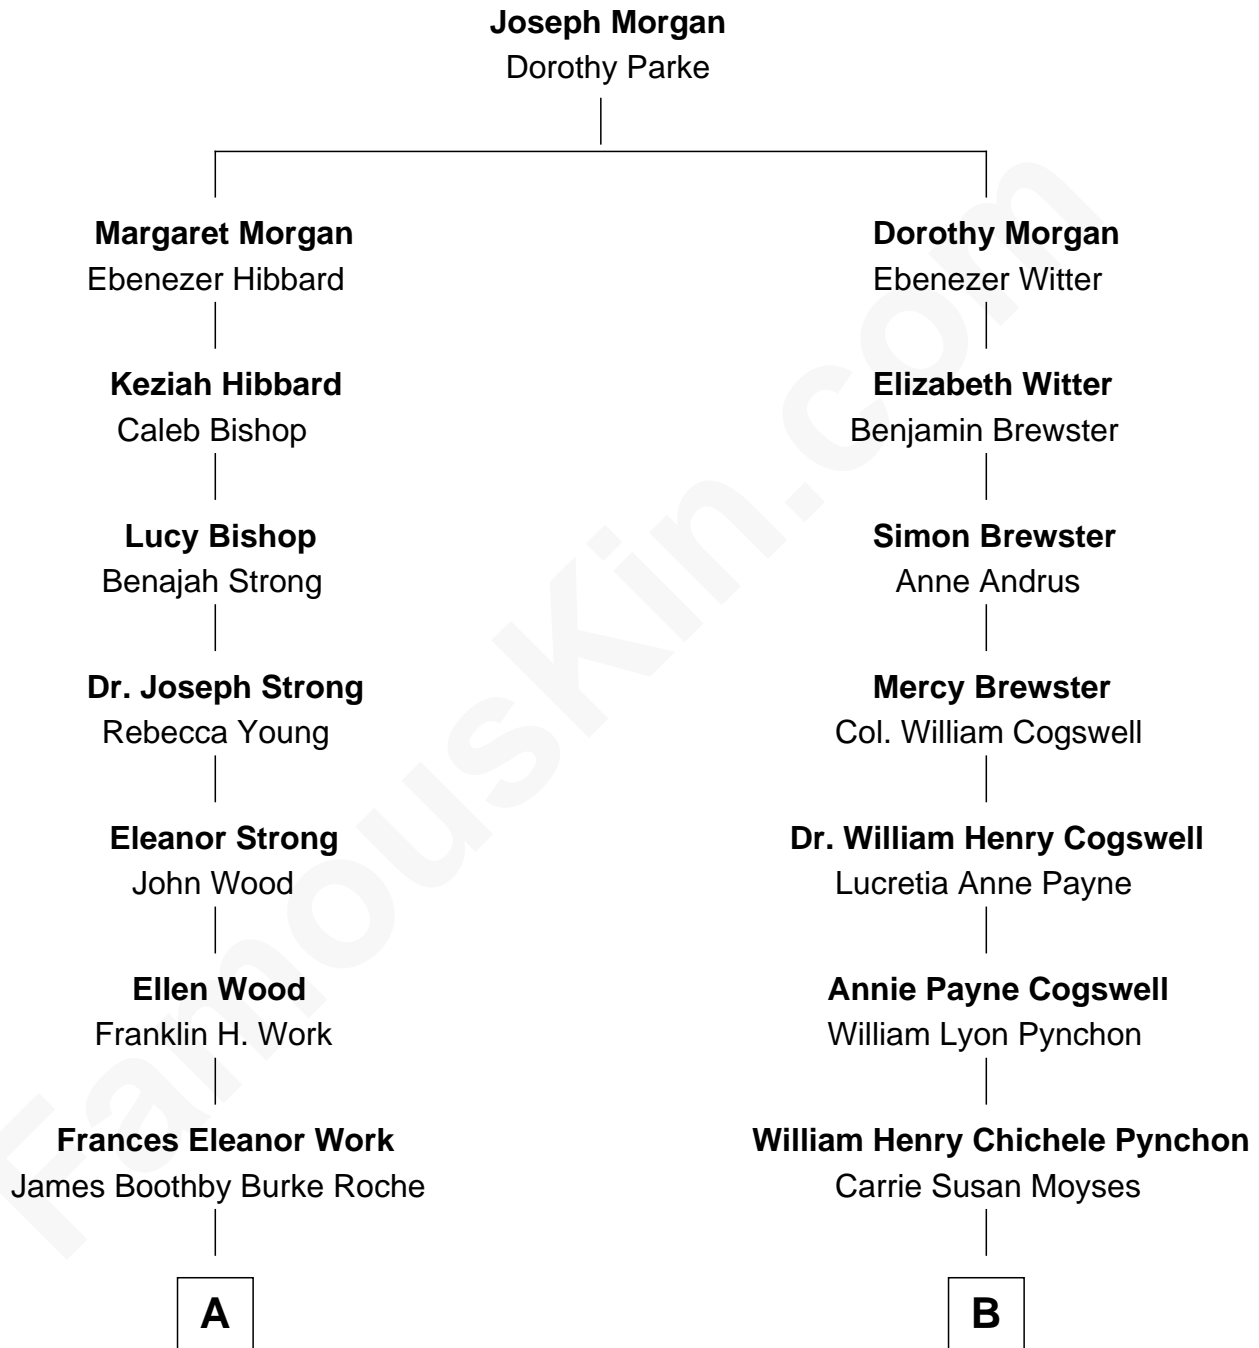 Joseph Morgan
Dorothy Parke
Margaret Morgan
Ebenezer Hibbard
Dorothy Morgan
Ebenezer Witter
Keziah Hibbard
Caleb Bishop
Elizabeth Witter
Benjamin Brewster
Lucy Bishop
Benajah Strong
Simon Brewster
Anne Andrus
Dr. Joseph Strong
Rebecca Young
Mercy Brewster
Col. William Cogswell
Eleanor Strong
John Wood
Dr. William Henry Cogswell
Lucretia Anne Payne
Ellen Wood
Franklin H. Work
Annie Payne Cogswell
William Lyon Pynchon
Frances Eleanor Work
James Boothby Burke Roche
William Henry Chichele Pynchon
Carrie Susan Moyses
A
B
FamousKin.com